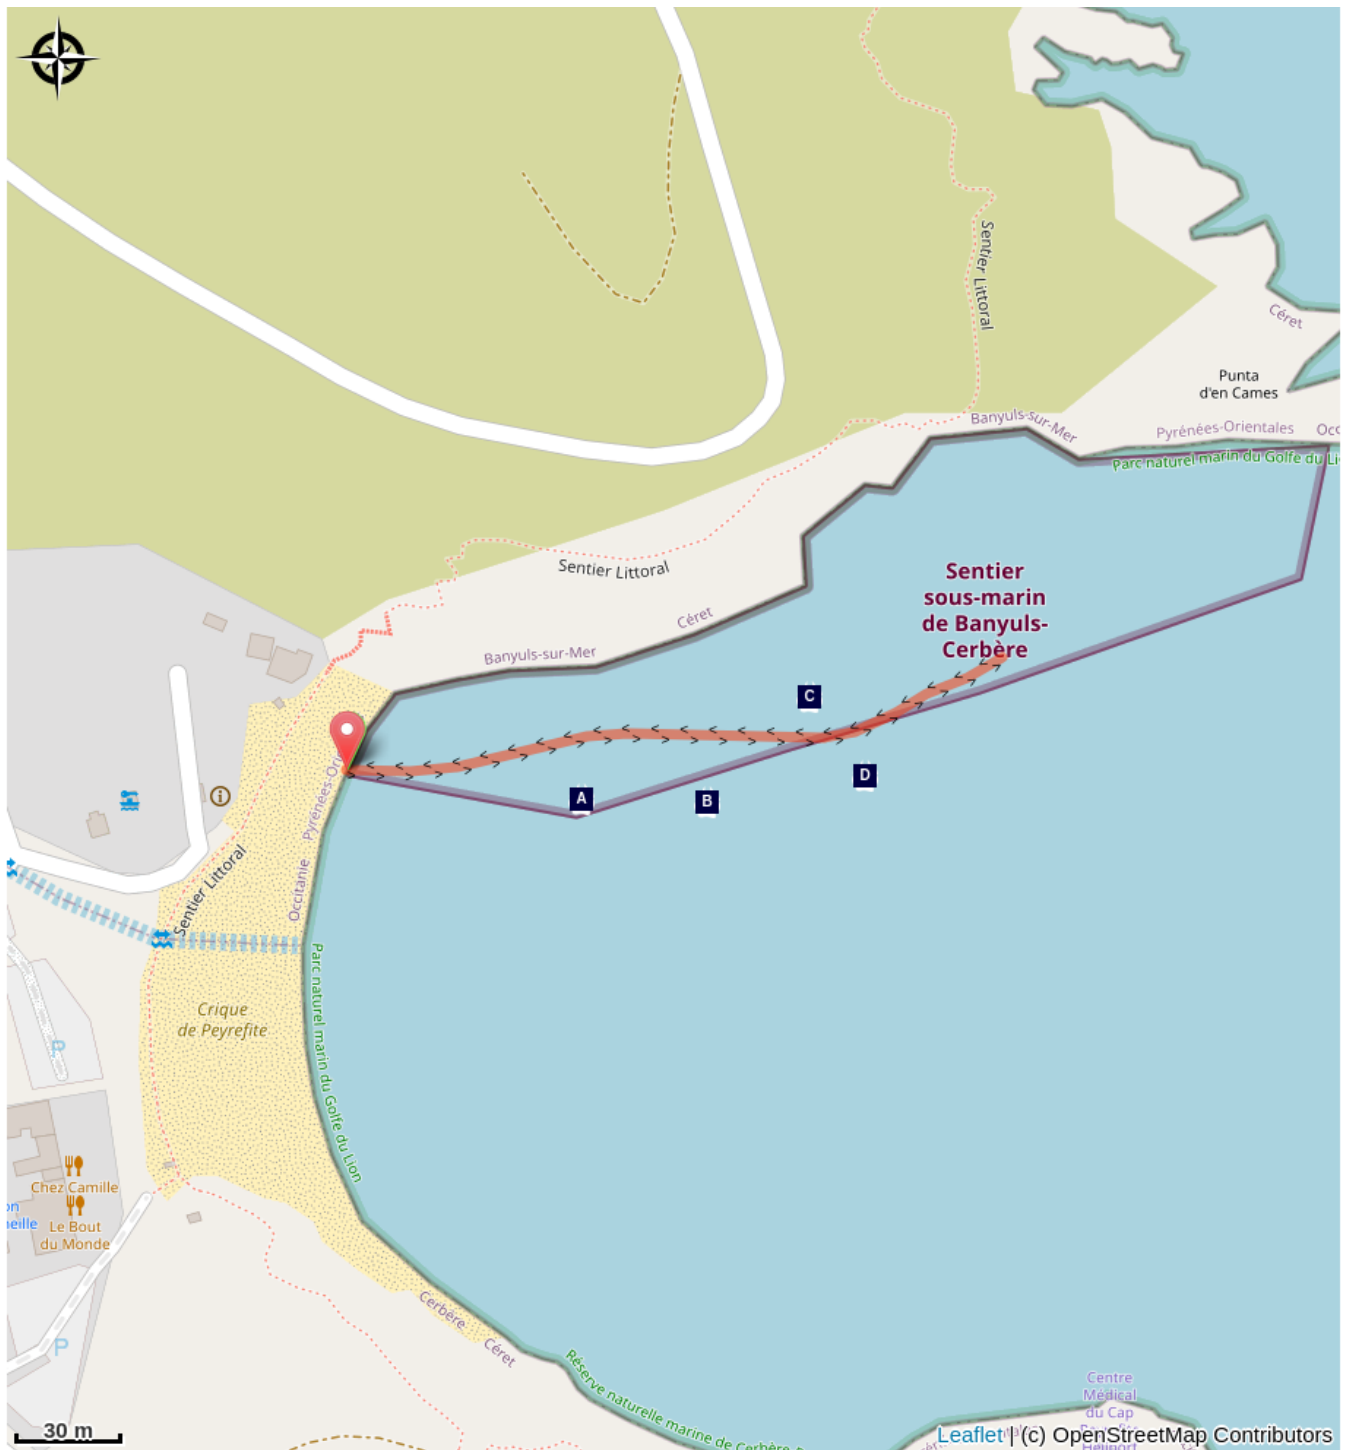 Sentier Littoral
Céret
Punta
d'en Cames
Banyuls-sur-Mer
Pyrénées-Orientales
Parc naturel marin du Golfe du Li
Sentier Littoral
Céret
Banyuls-sur-Mer
Sentier
sous-marin
de Banyuls-
Cerbère
C
D
A
B
Sentier Littoral
Occitanie
Crique
de Peyrefite
Parc naturel marin du Golfe du Lion
P
Chez Camille
Le Bout
du Monde
P
Cerbère
Céret
Réserve naturelle marine de Cerbère
Centre
Médical
du Cap
30 m
Leaflet | (c) OpenStreetMap Contributors